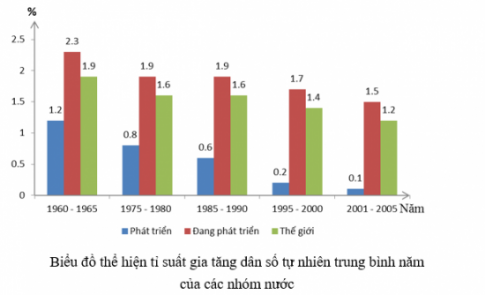 %
2.5
2
1.5
1
0.5
0
1.2 2.3 1.9
0.8 1.9 1.6
0.6 1.9 1.6
0.2 1.7 1.4
0.1 1.5 1.2
1960 - 1965 1975 - 1980 1985 - 1990 1995 - 2000 2001 - 2005 Năm
Phát triển Đang phát triển Thế giới
Biểu đồ thể hiện tỉ suất gia tăng dân số tự nhiên trung bình năm
của các nhóm nước